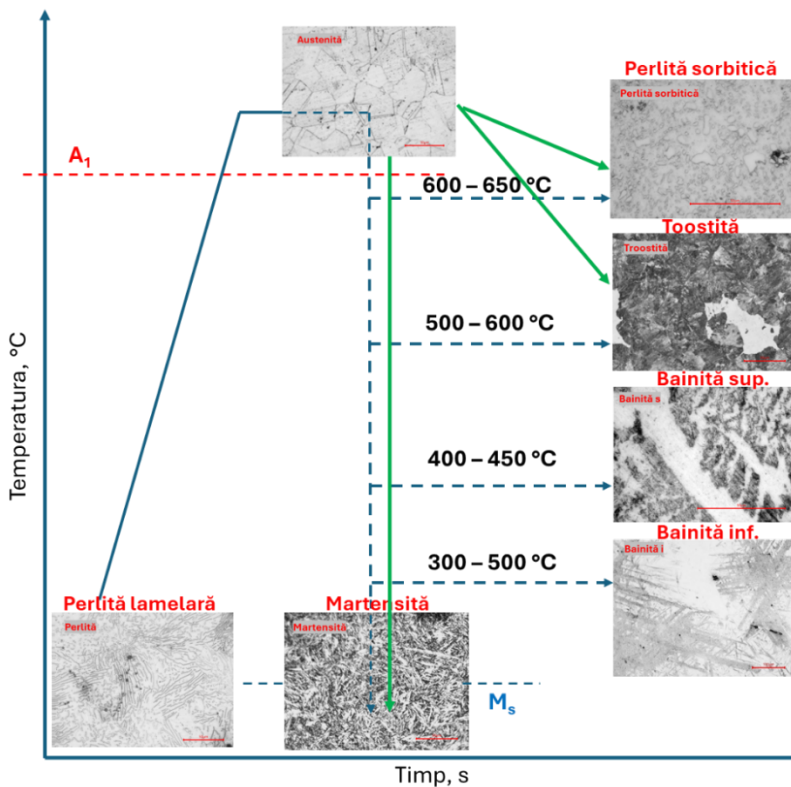 Austenită
Perlită sorbitică
Perlită sorbitică
A1
600 – 650 °C
Toostită
Troostită
500 – 600 °C
Temperatura, °C
Bainită sup.
Bainită s
400 – 450 °C
Bainită inf.
Bainită i
300 – 500 °C
Perlită lamelară
Perlită
Martensită
Martensită
Ms
Timp, s